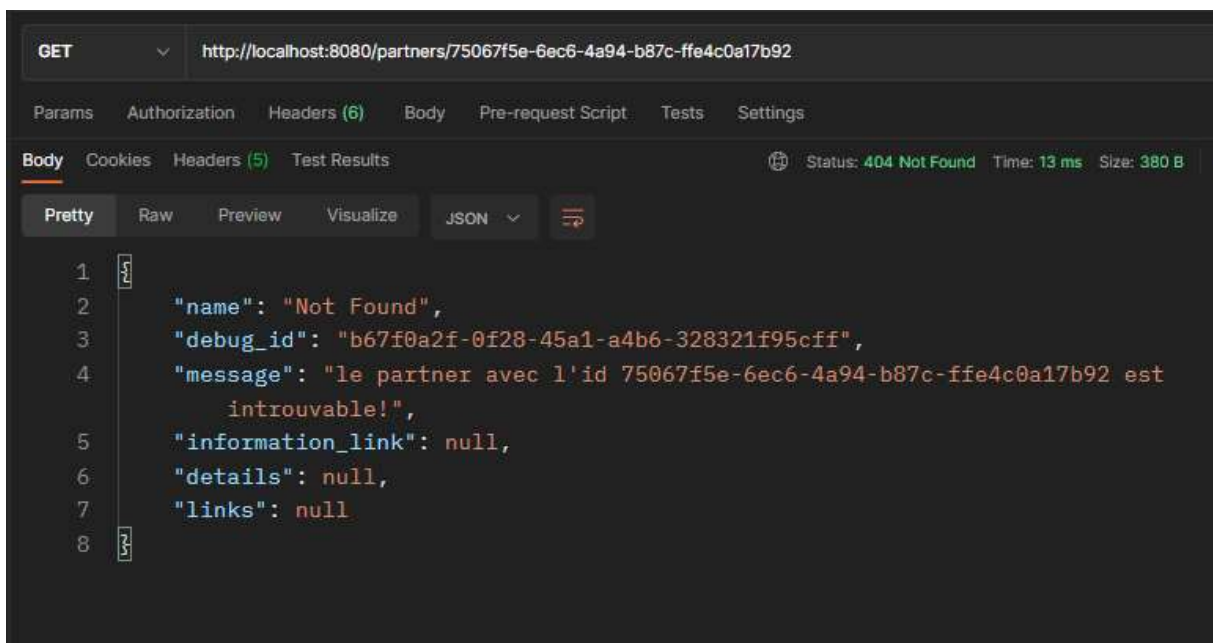 GET http://localhost:8080/partners/75067f5e-6ec6-4a94-b87c-ffe4c0a17b92
Params Authorization Headers (6) Body Pre-request Script Tests Settings
Body Cookies Headers (5) Test Results Status: 404 Not Found Time: 13 ms Size: 380 B
Pretty Raw Preview Visualize JSON
1 {
2 "name": "Not Found",
3 "debug_id": "b67f0a2f-0f28-45a1-a4b6-328321f95cff",
4 "message": "le partner avec l'id 75067f5e-6ec6-4a94-b87c-ffe4c0a17b92 est
introuvable!",
5 "information_link": null,
6 "details": null,
7 "links": null
8 }